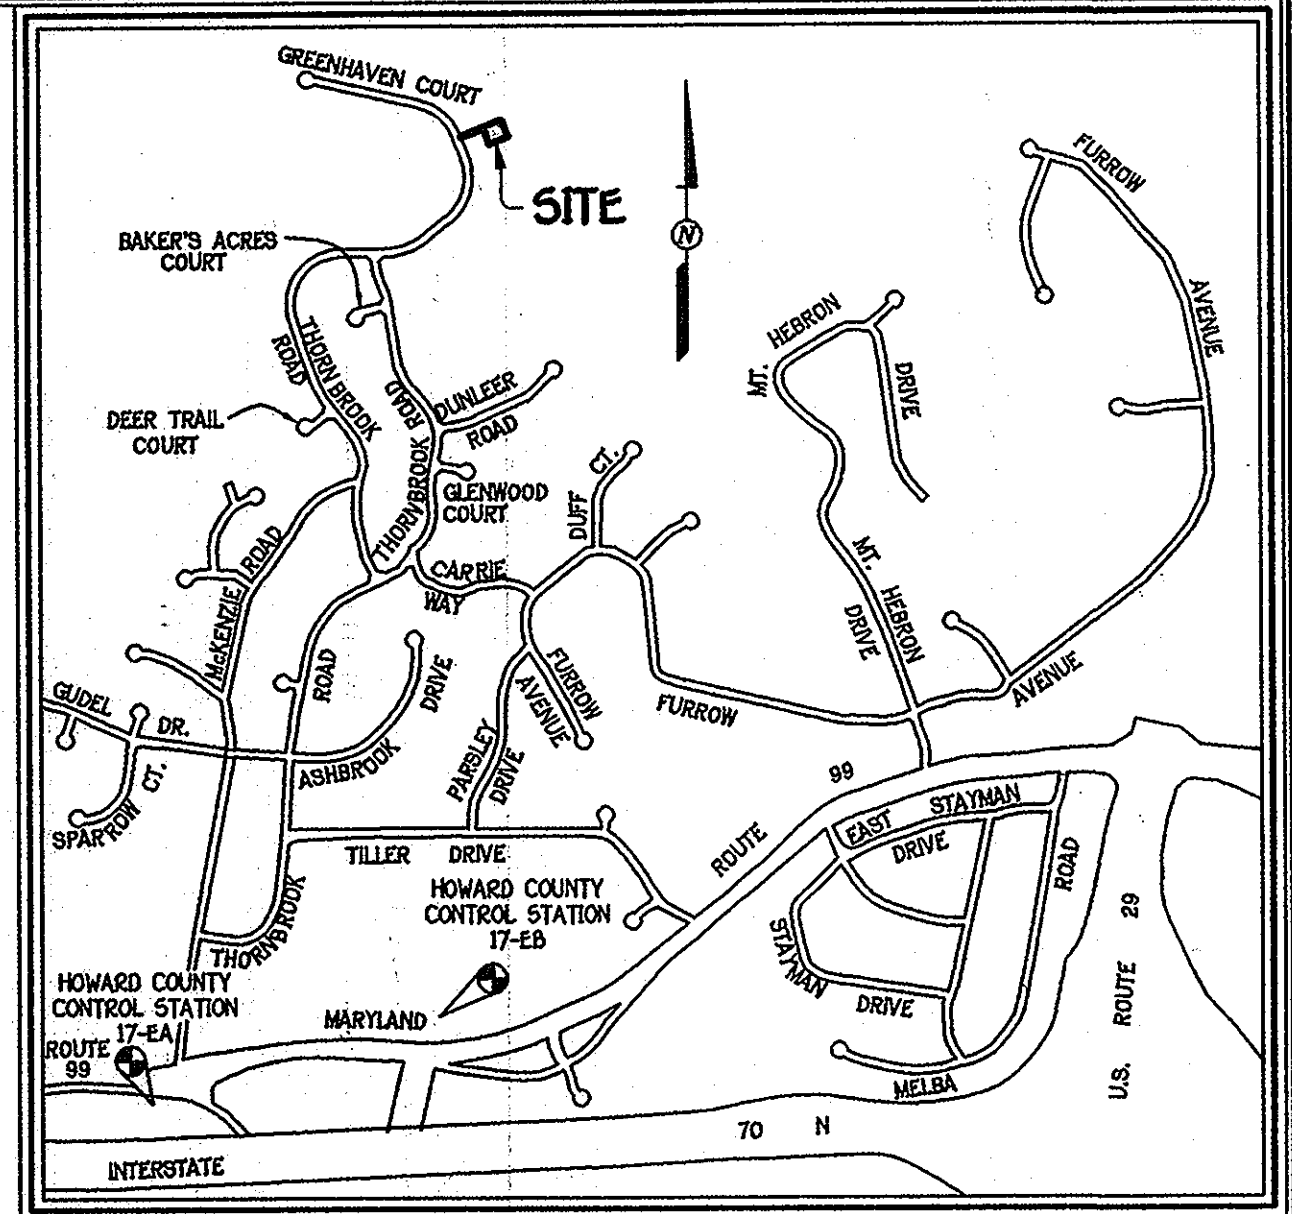 GREENHAVEN COURT
SITE
FURROW
AVENUE
BAKER'S ACRES
COURT
MT. HEBRON
DRIVE
THORNBROOK
ROAD
THORNBROOK ROAD
DUNLEER
ROAD
DEER TRAIL
COURT
GLENWOOD
COURT
DUFF CT.
CARRIE
WAY
McKENZIE ROAD
MT. HEBRON
DRIVE
ROAD
DRIVE
ASHBROOK
FURROW
AVENUE
FURROW
AVENUE
GUDEL DR.
SPARROW CT.
PARSLEY
DRIVE
TILLER DRIVE
99
ROUTE
EAST STAYMAN
DRIVE
ROAD
HOWARD COUNTY
CONTROL STATION
17-EB
THORNBROOK
STAYMAN
DRIVE
HOWARD COUNTY
CONTROL STATION
17-EA
ROUTE
99
MARYLAND
MELBA
U.S. ROUTE 29
70 N
INTERSTATE
N